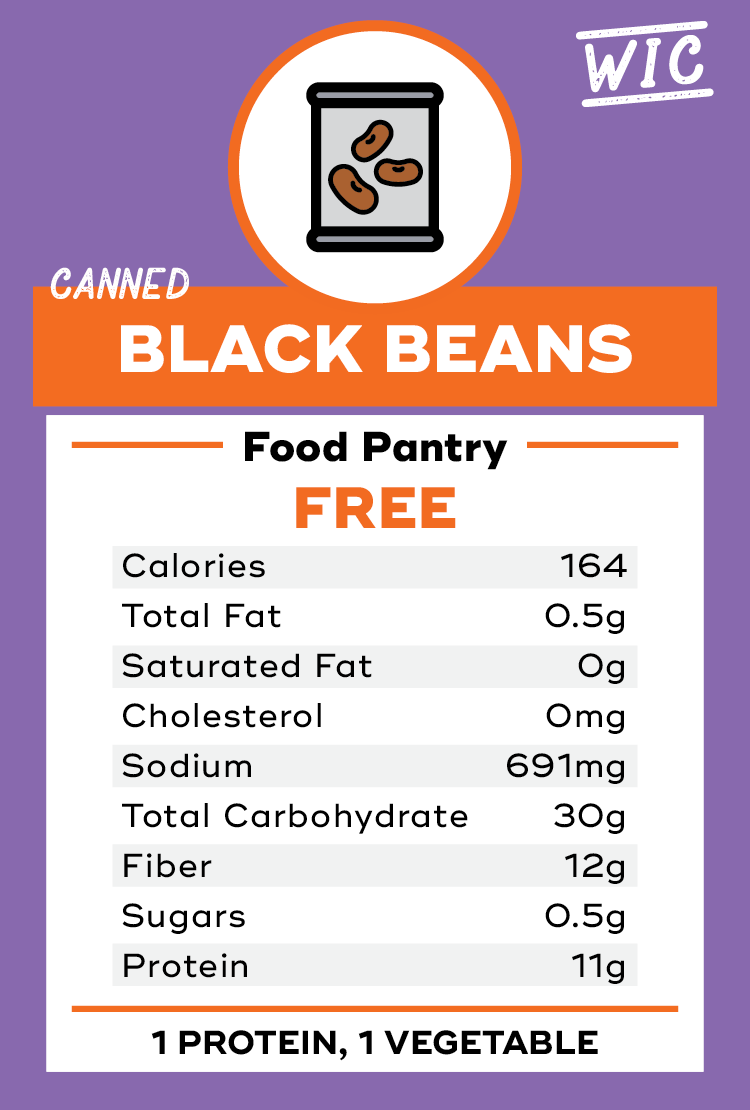 WIC
CANNED
BLACK BEANS
Food Pantry
FREE
Calories 164
Total Fat 0.5g
Saturated Fat 0g
Cholesterol 0mg
Sodium 691mg
Total Carbohydrate 30g
Fiber 12g
Sugars 0.5g
Protein 11g
1 PROTEIN, 1 VEGETABLE